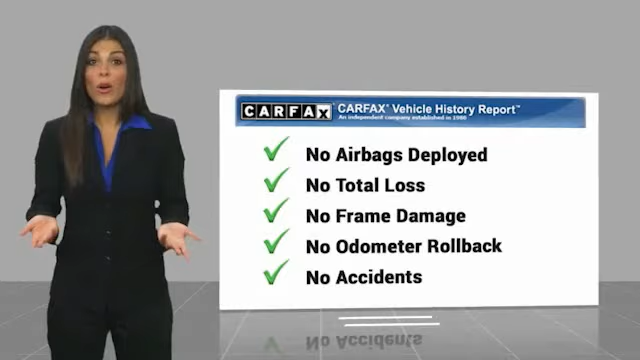 CARFAX CARFAX® Vehicle History Report™
An independent company established in 1986
No Airbags Deployed
No Total Loss
No Frame Damage
No Odometer Rollback
No Accidents